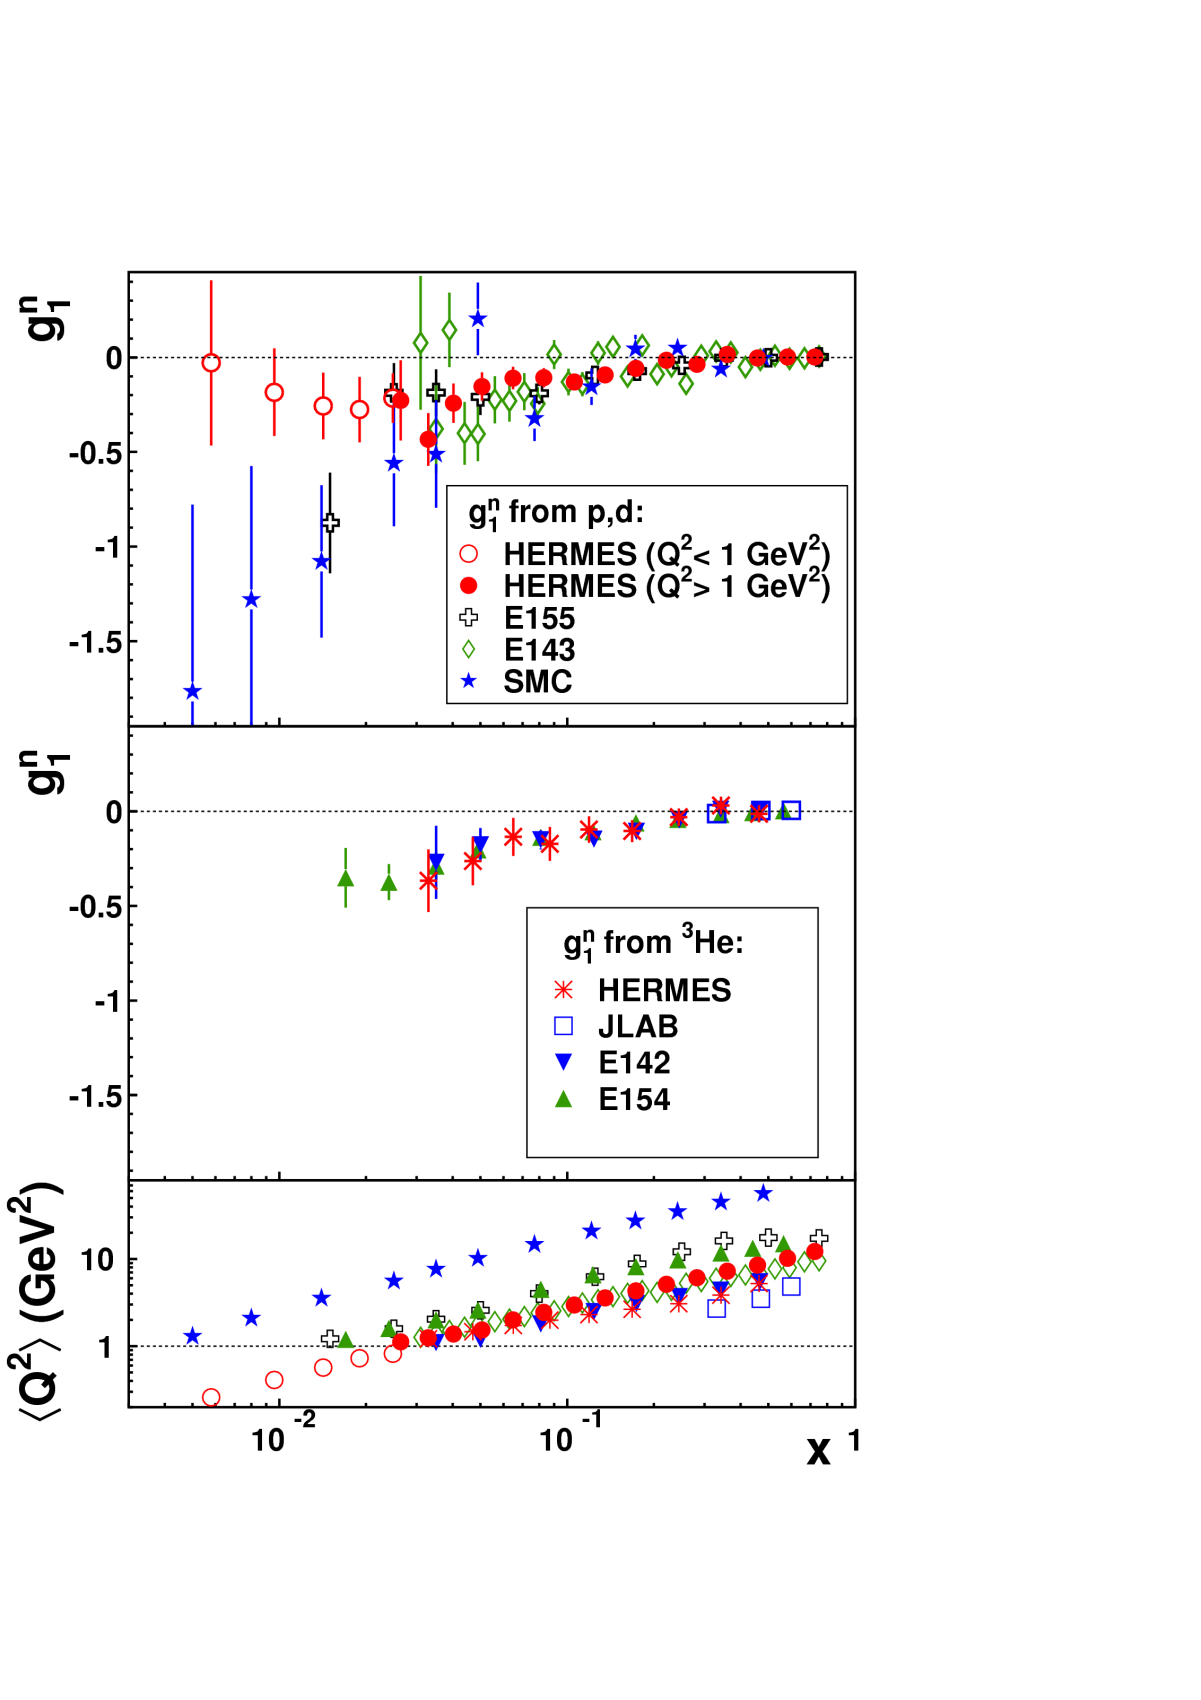 g₁ⁿ
0
-0.5
-1
-1.5
g₁ⁿ from p,d:
HERMES (Q²< 1 GeV²)
HERMES (Q²> 1 GeV²)
E155
E143
SMC
g₁ⁿ
0
-0.5
-1
-1.5
g₁ⁿ from ³He:
HERMES
JLAB
E142
E154
⟨Q²⟩ (GeV²)
10
1
10⁻² 10⁻¹ 1
x